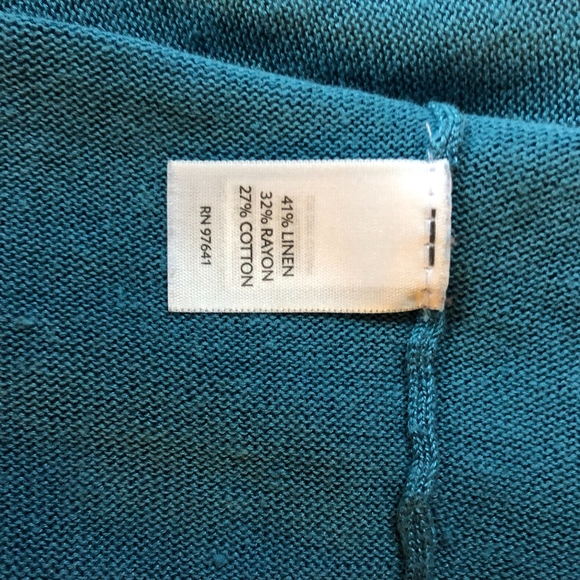 41% LINEN
32% RAYON
27% COTTON
RN 97641